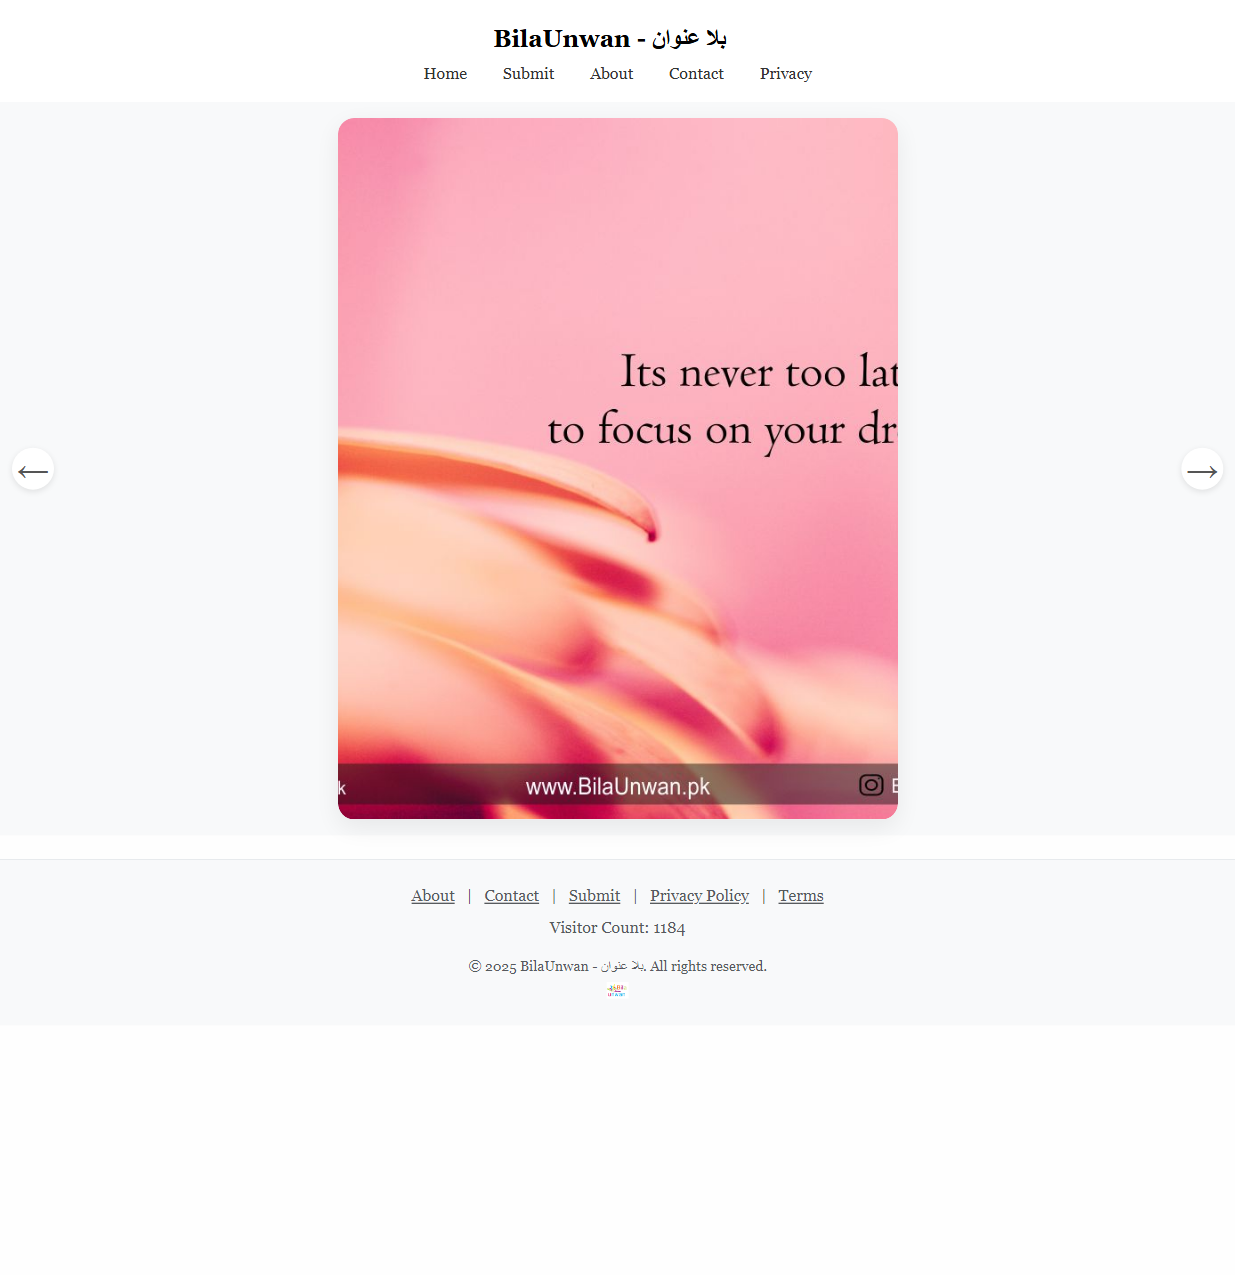 BilaUnwan - بلا عنوان
Home Submit About Contact Privacy
Its never too lat
to focus on your dr
←
→
k www.BilaUnwan.pk
About | Contact | Submit | Privacy Policy | Terms
Visitor Count: 1184
© 2025 BilaUnwan - بلا عنوان. All rights reserved.